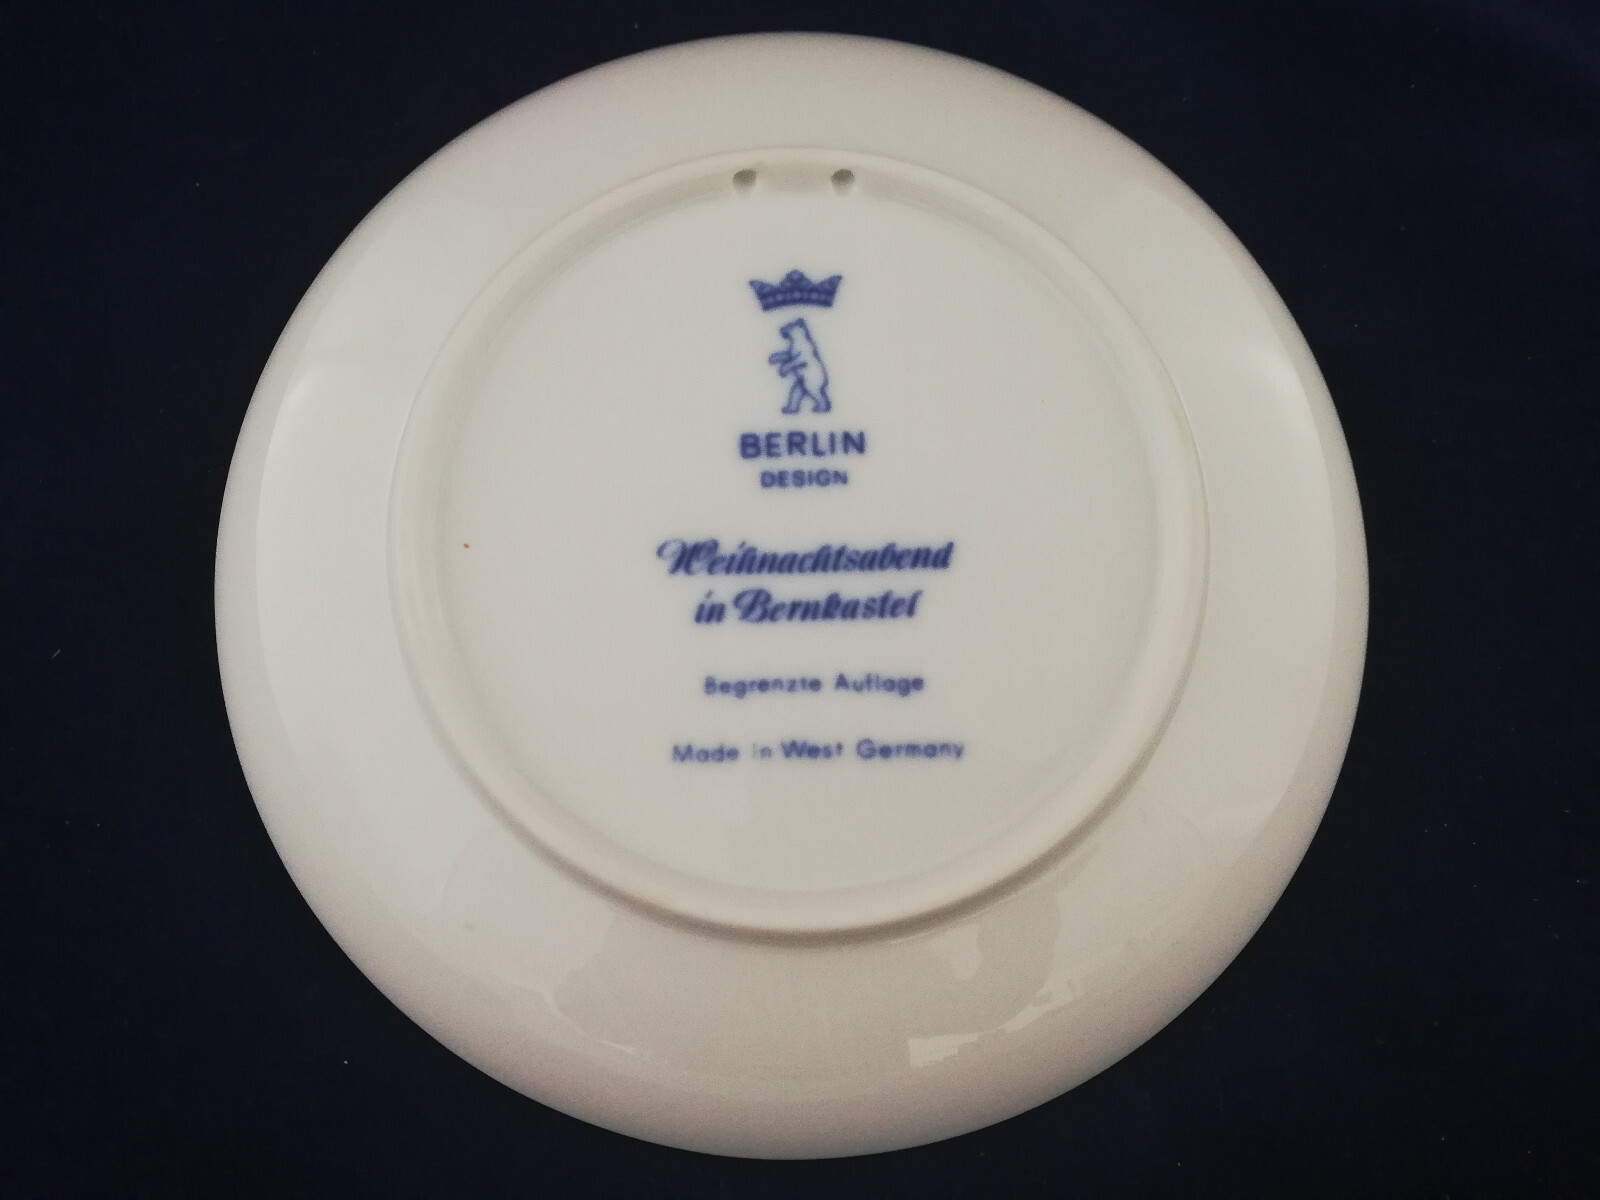 BERLIN
DESIGN
Weihnachtsabend
in Bernkastel
Begrenzte Auflage
Made in West Germany